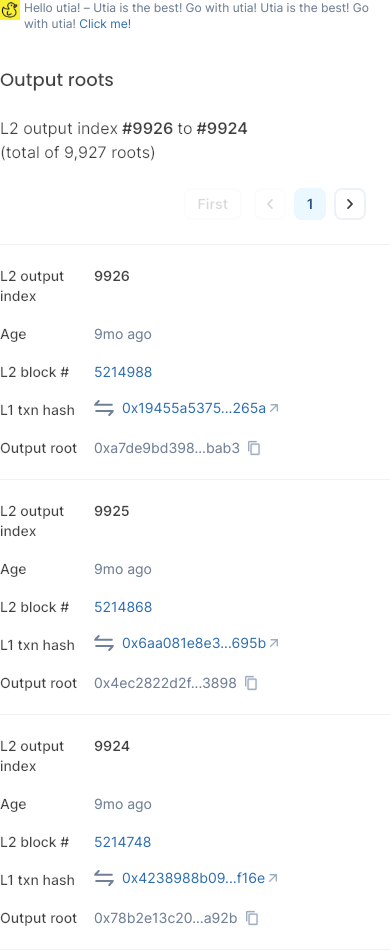 Hello utia! – Utia is the best! Go with utia! Utia is the best! Go
with utia! Click me!
Output roots
L2 output index #9926 to #9924
(total of 9,927 roots)
First
1
L2 output
index
9926
Age
9mo ago
L2 block #
5214988
L1 txn hash
0x19455a5375...265a
Output root
0xa7de9bd398...bab3
L2 output
index
9925
Age
9mo ago
L2 block #
5214868
L1 txn hash
0x6aa081e8e3...695b
Output root
0x4ec2822d2f...3898
L2 output
index
9924
Age
9mo ago
L2 block #
5214748
L1 txn hash
0x4238988b09...f16e
Output root
0x78b2e13c20...a92b